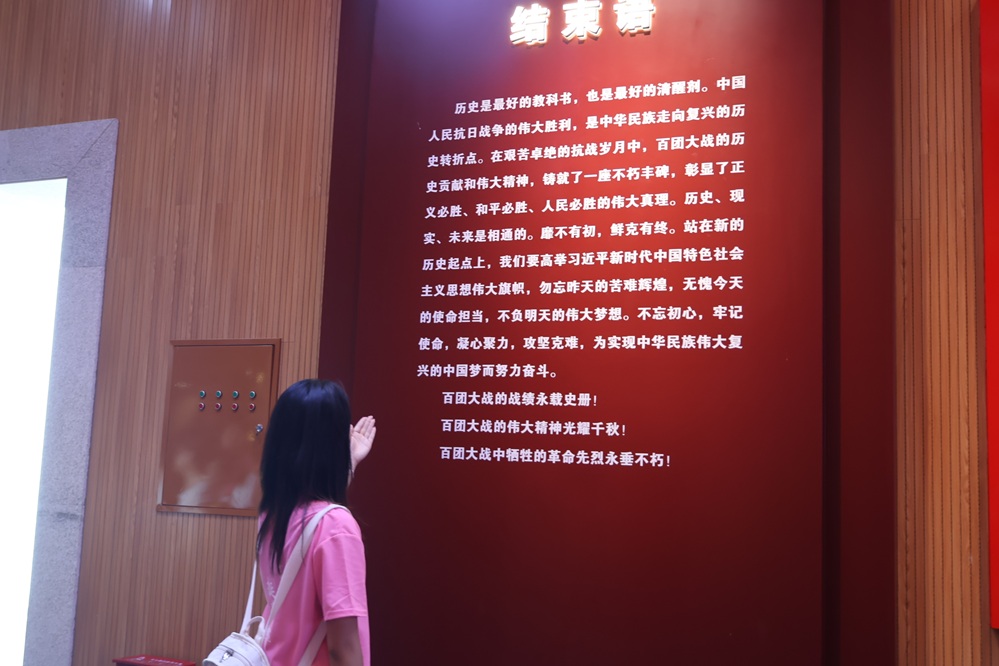 结束语
历史是最好的教科书，也是最好的清醒剂。中国
人民抗日战争的伟大胜利，是中华民族走向复兴的历
史转折点。在艰苦卓绝的抗战岁月中，百团大战的历
史贡献和伟大精神，铸就了一座不朽丰碑，彰显了正
义必胜、和平必胜、人民必胜的伟大真理。历史、现
实、未来是相通的。靡不有初，鲜克有终。站在新的
历史起点上，我们要高举习近平新时代中国特色社会
主义思想伟大旗帜，勿忘昨天的苦难辉煌，无愧今天
的使命担当，不负明天的伟大梦想。不忘初心，牢记
使命，凝心聚力，攻坚克难，为实现中华民族伟大复
兴的中国梦而努力奋斗。
百团大战的战绩永载史册！
百团大战的伟大精神光耀千秋！
百团大战中牺牲的革命先烈永垂不朽！